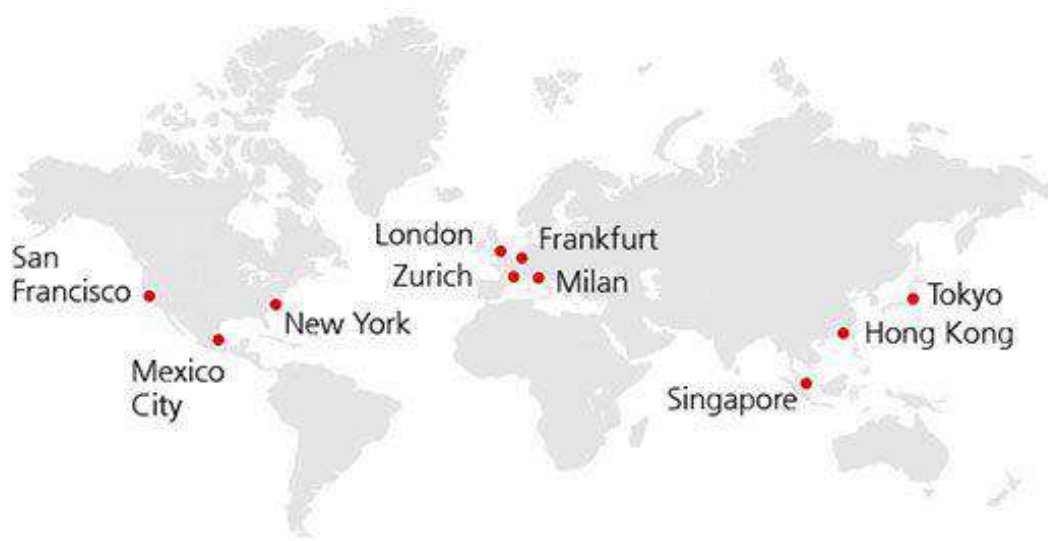 London
Frankfurt
San
Francisco
Zurich
Milan
New York
Tokyo
Hong Kong
Mexico
City
Singapore